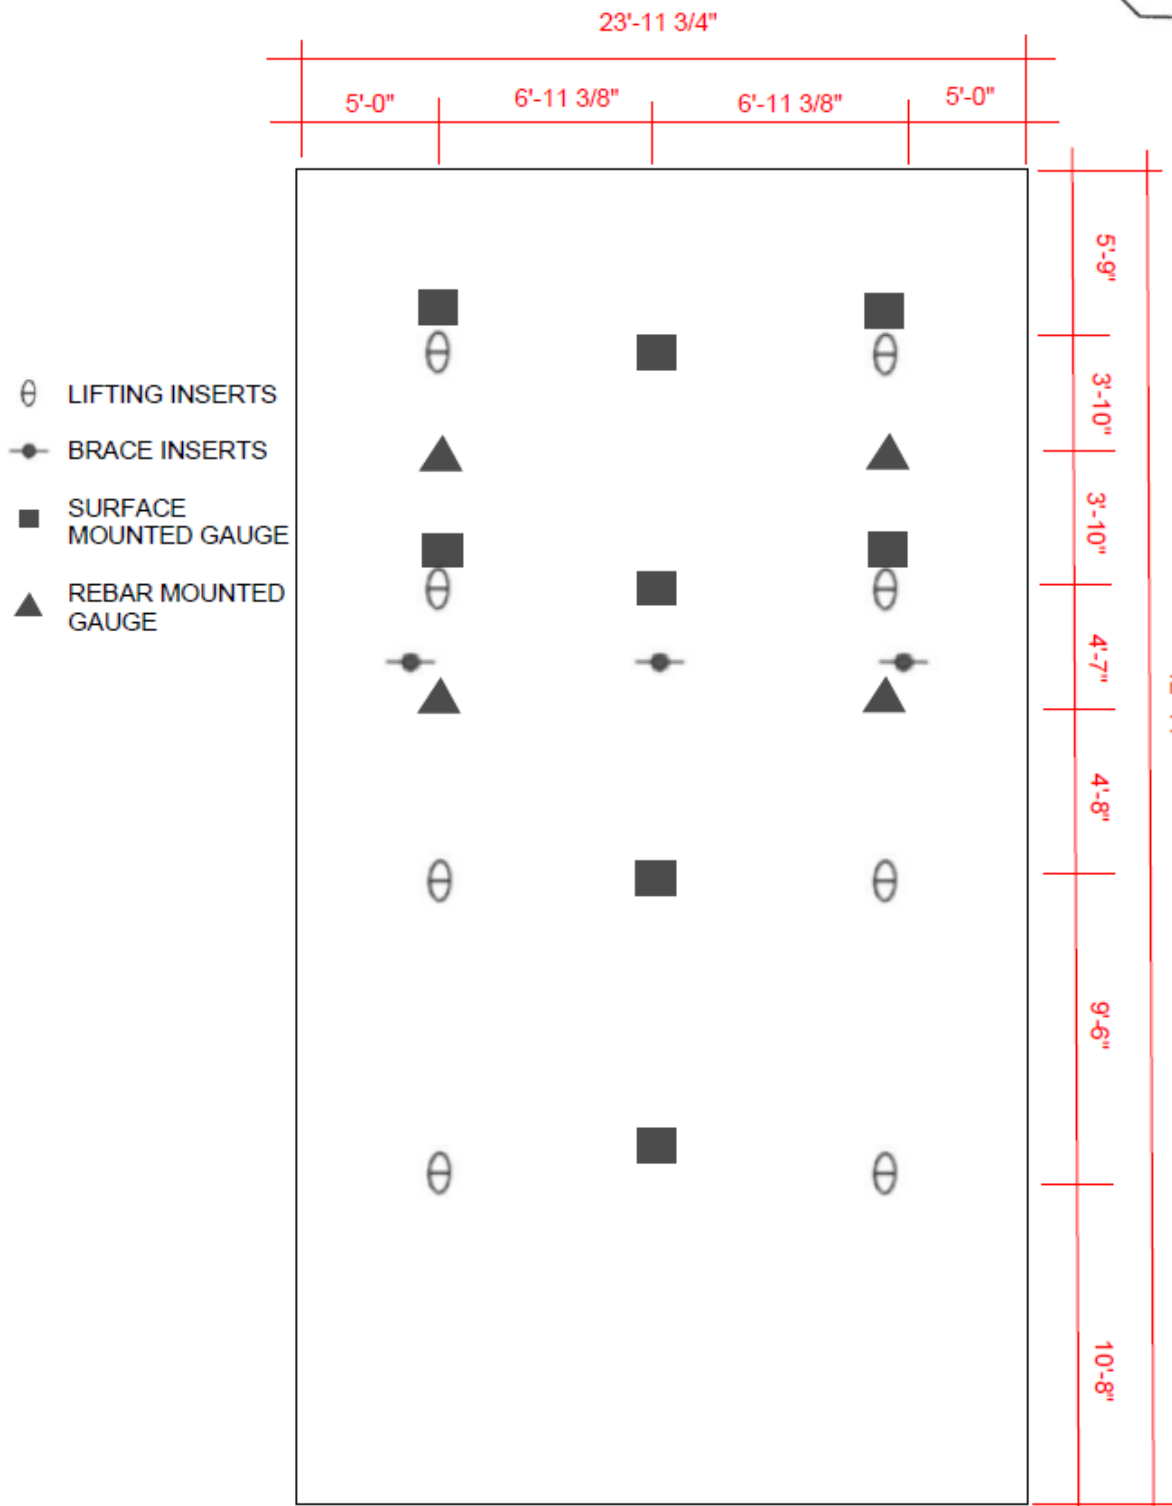 23'-11 3/4"
5'-0"
6'-11 3/8"
6'-11 3/8"
5'-0"
5'-9"
3'-10"
3'-10"
4'-7"
4'-8"
9'-6"
10'-8"
LIFTING INSERTS
BRACE INSERTS
SURFACE
MOUNTED GAUGE
REBAR MOUNTED
GAUGE